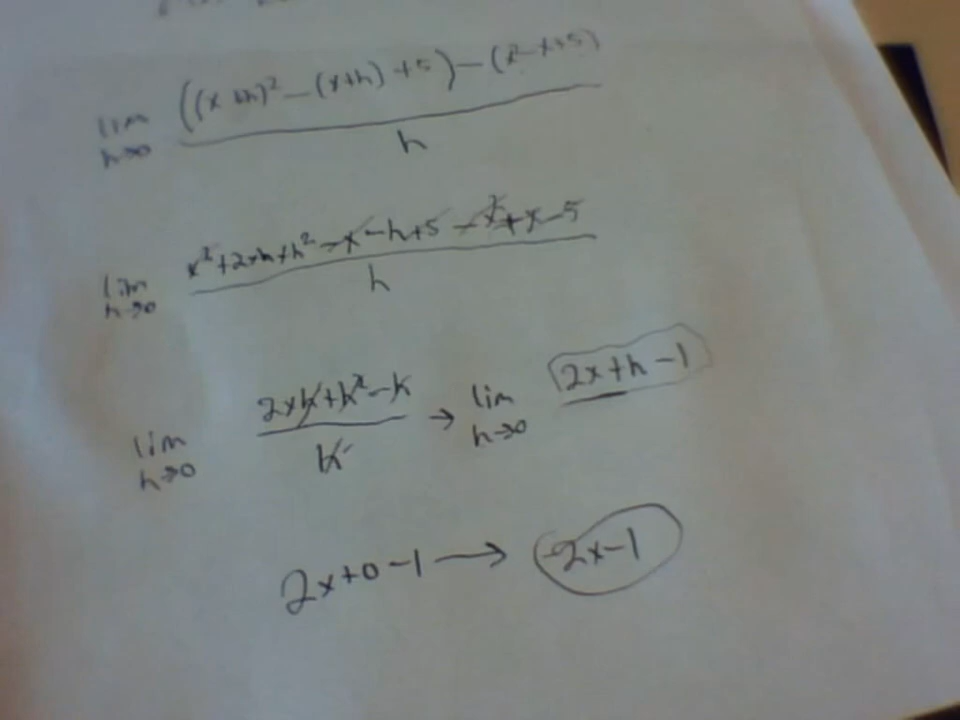 lim h→0 ((x+h)² - (x+h) + 5) - (x² - x + 5) / h
lim h→0 x² + 2xh + h² - x - h + 5 - x² + x - 5 / h
lim h→0 2xh + h² - h / h → lim h→0 2x + h - 1
2x + 0 - 1 → 2x - 1